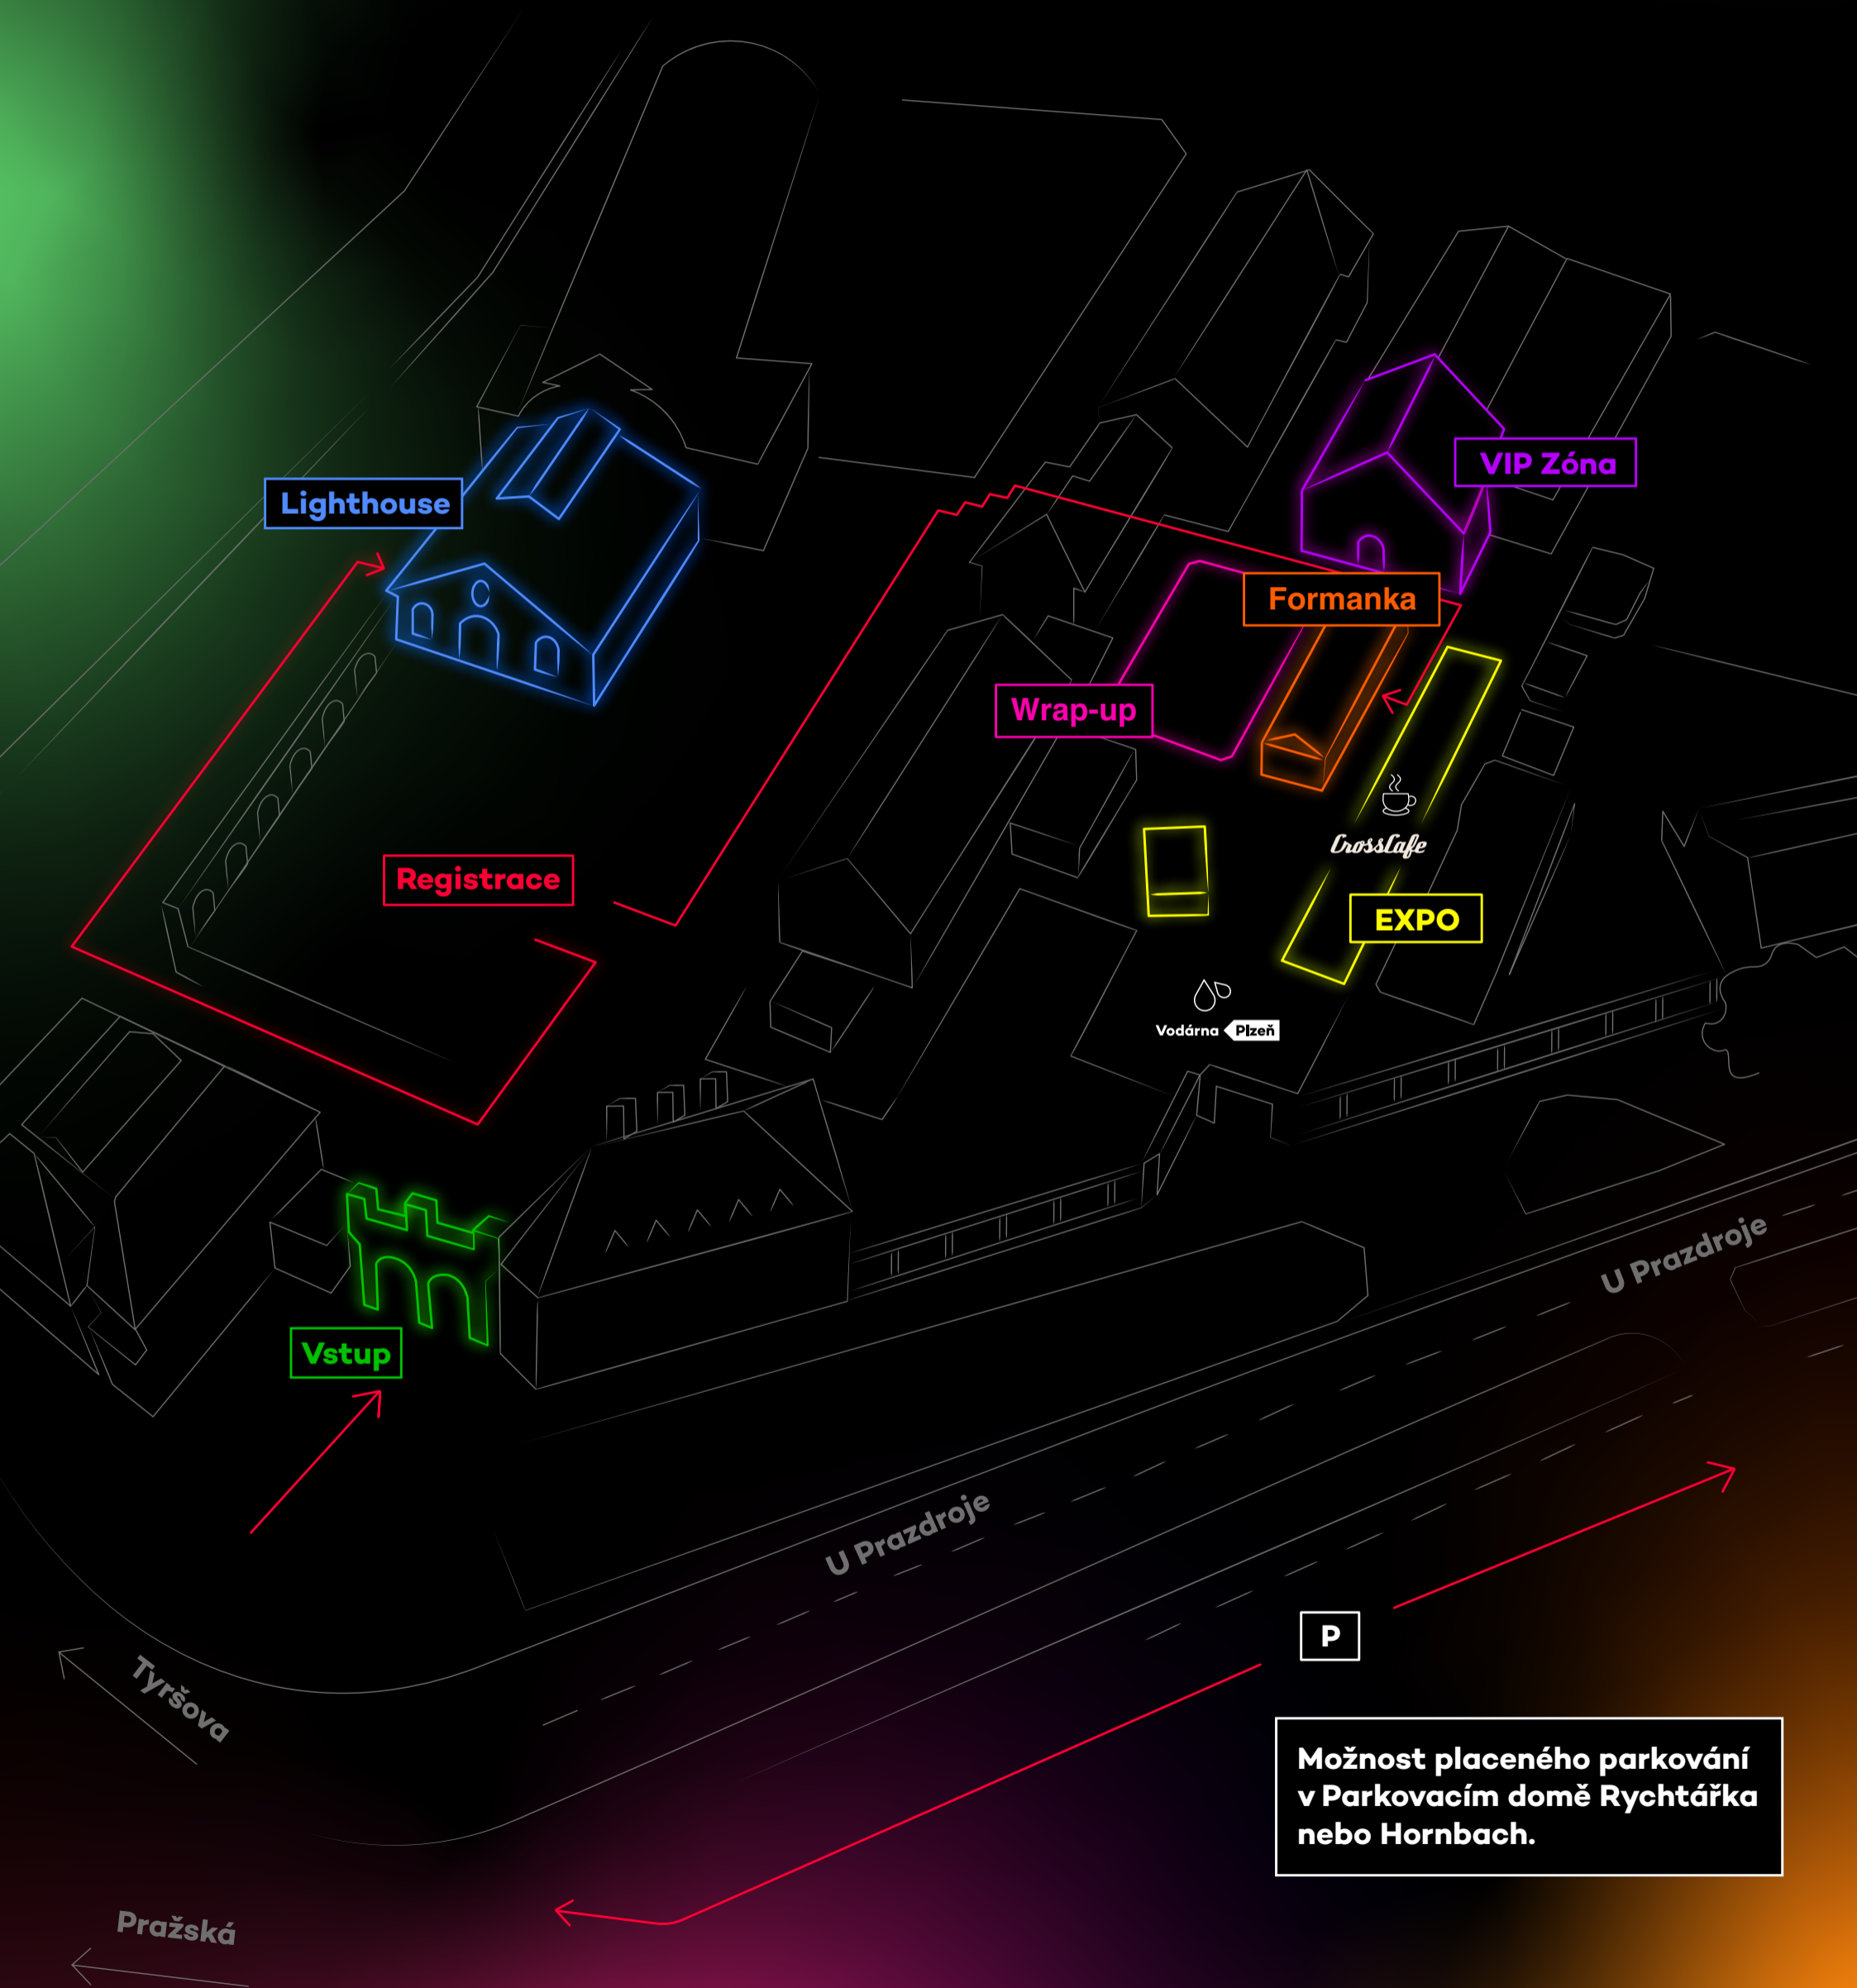 VIP Zóna
Lighthouse
Formanka
Wrap-up
CrossCafe
Registrace
EXPO
Vodárna Plzeň
U Prazdroje
Vstup
U Prazdroje
P
Tyršova
Možnost placeného parkování
v Parkovacím domě Rychtářka
nebo Hornbach.
Pražská